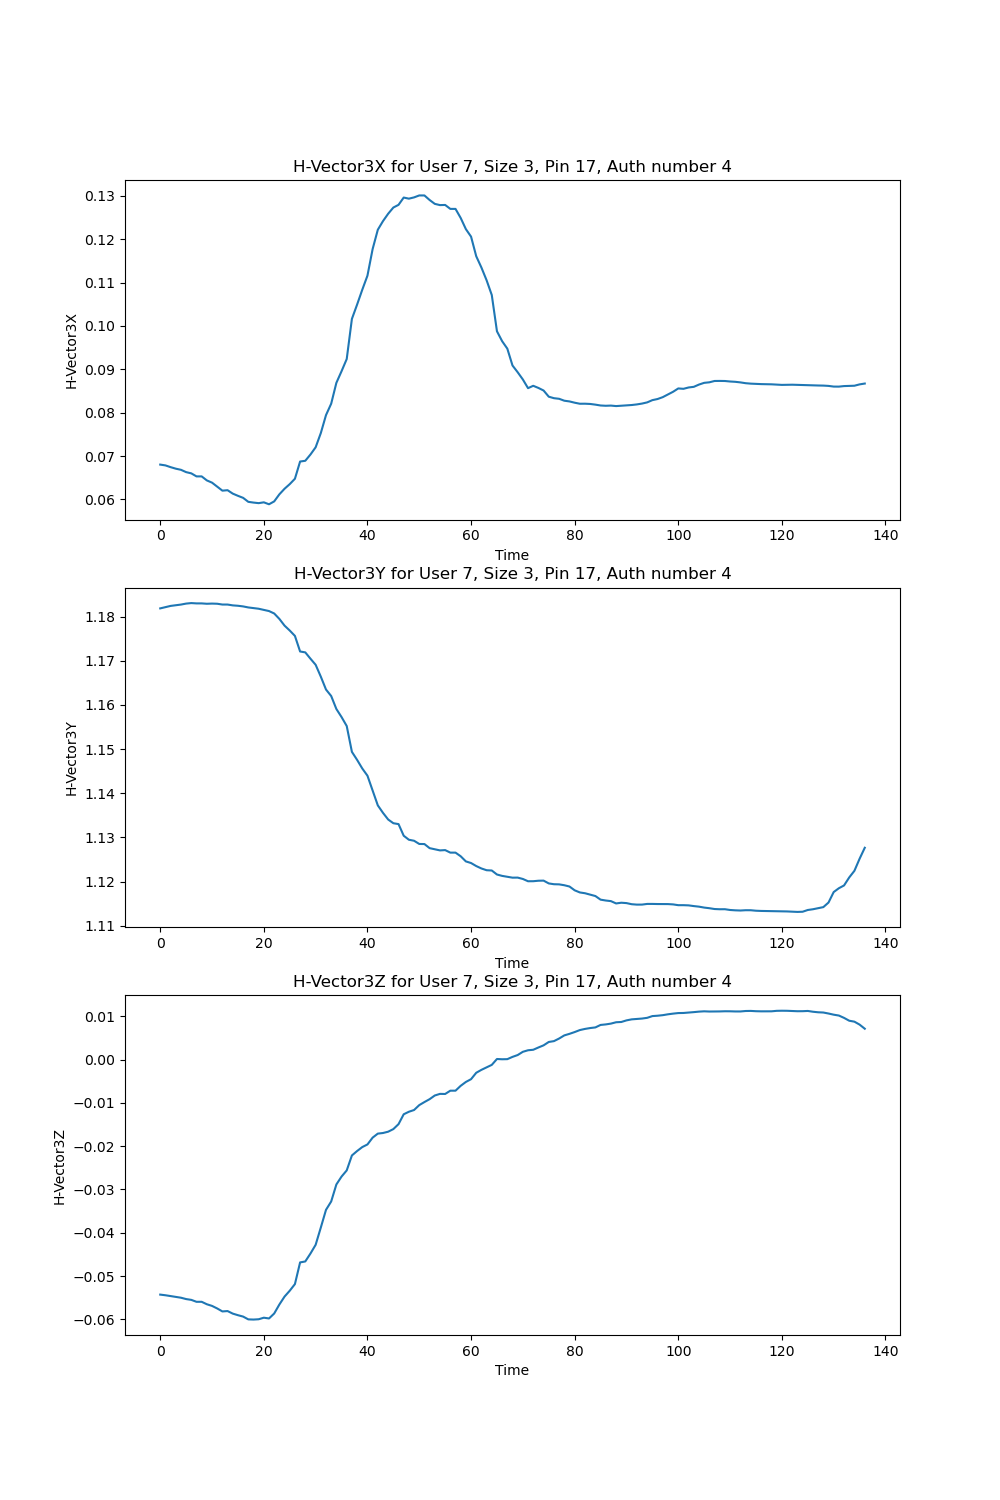 H-Vector3X for User 7, Size 3, Pin 17, Auth number 4
0.13
0.12
0.11
0.10
0.09
0.08
0.07
0.06
H-Vector3X
0 20 40 60 80 100 120 140
Time
H-Vector3Y for User 7, Size 3, Pin 17, Auth number 4
1.18
1.17
1.16
1.15
1.14
1.13
1.12
1.11
H-Vector3Y
0 20 40 60 80 100 120 140
Time
H-Vector3Z for User 7, Size 3, Pin 17, Auth number 4
0.01
0.00
−0.01
−0.02
−0.03
−0.04
−0.05
−0.06
H-Vector3Z
0 20 40 60 80 100 120 140
Time